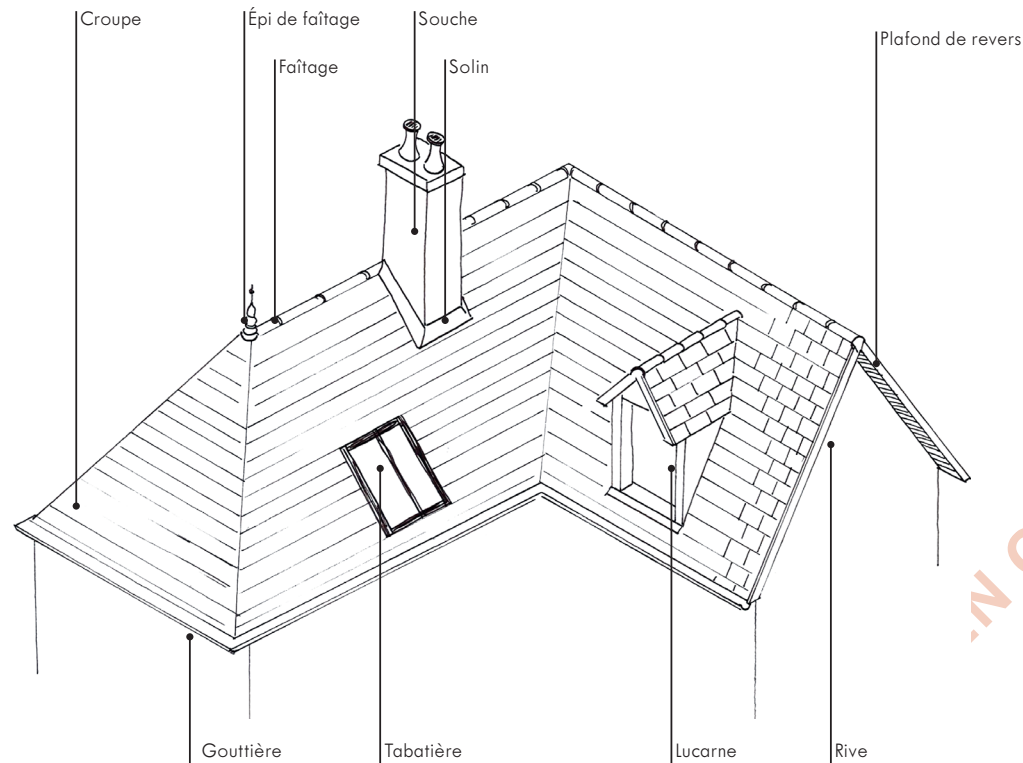 Croupe
Épi de faîtage
Souche
Plafond de revers
Faîtage
Solin
Gouttière
Tabatière
Lucarne
Rive